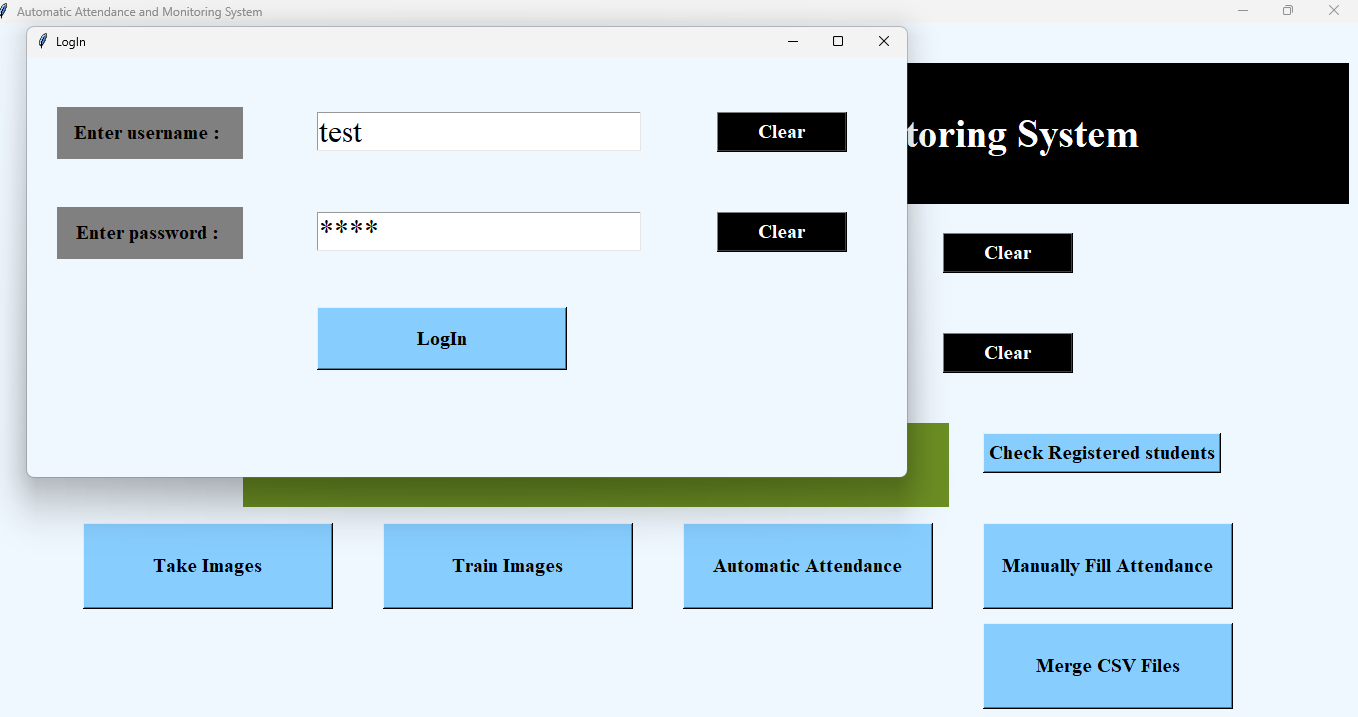 Automatic Attendance and Monitoring System
LogIn
Enter username :
test
Clear
Enter password :
****
Clear
LogIn
toring System
Clear
Clear
Check Registered students
Take Images
Train Images
Automatic Attendance
Manually Fill Attendance
Merge CSV Files